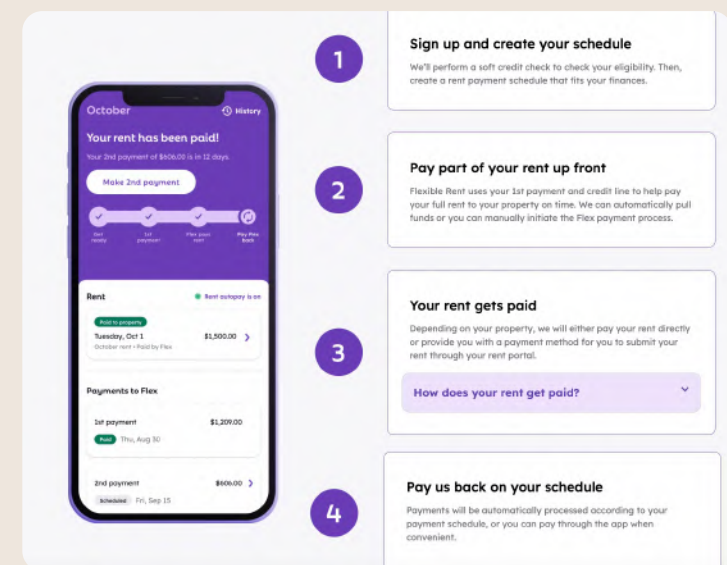 October
History
Your rent has been paid!
Your 2nd payment of $606.00 is in 12 days.
Make 2nd payment
Get ready
1st payment
Flex pays rent
Pay Flex back
Rent
Rent autopay is on
Paid to property
Tuesday, Oct 1
$1,500.00
October rent • Paid by Flex
Payments to Flex
1st payment
$1,209.00
Paid
Thu, Aug 30
2nd payment
$606.00
Scheduled
Fri, Sep 15
1
Sign up and create your schedule
We'll perform a soft credit check to check your eligibility. Then,
create a rent payment schedule that fits your finances.
2
Pay part of your rent up front
Flexible Rent uses your 1st payment and credit line to help pay
your full rent to your property on time. We can automatically pull
funds or you can manually initiate the Flex payment process.
3
Your rent gets paid
Depending on your property, we will either pay your rent directly
or provide you with a payment method for you to submit your
rent through your rent portal.
How does your rent get paid?
4
Pay us back on your schedule
Payments will be automatically processed according to your
payment schedule, or you can pay through the app when
convenient.